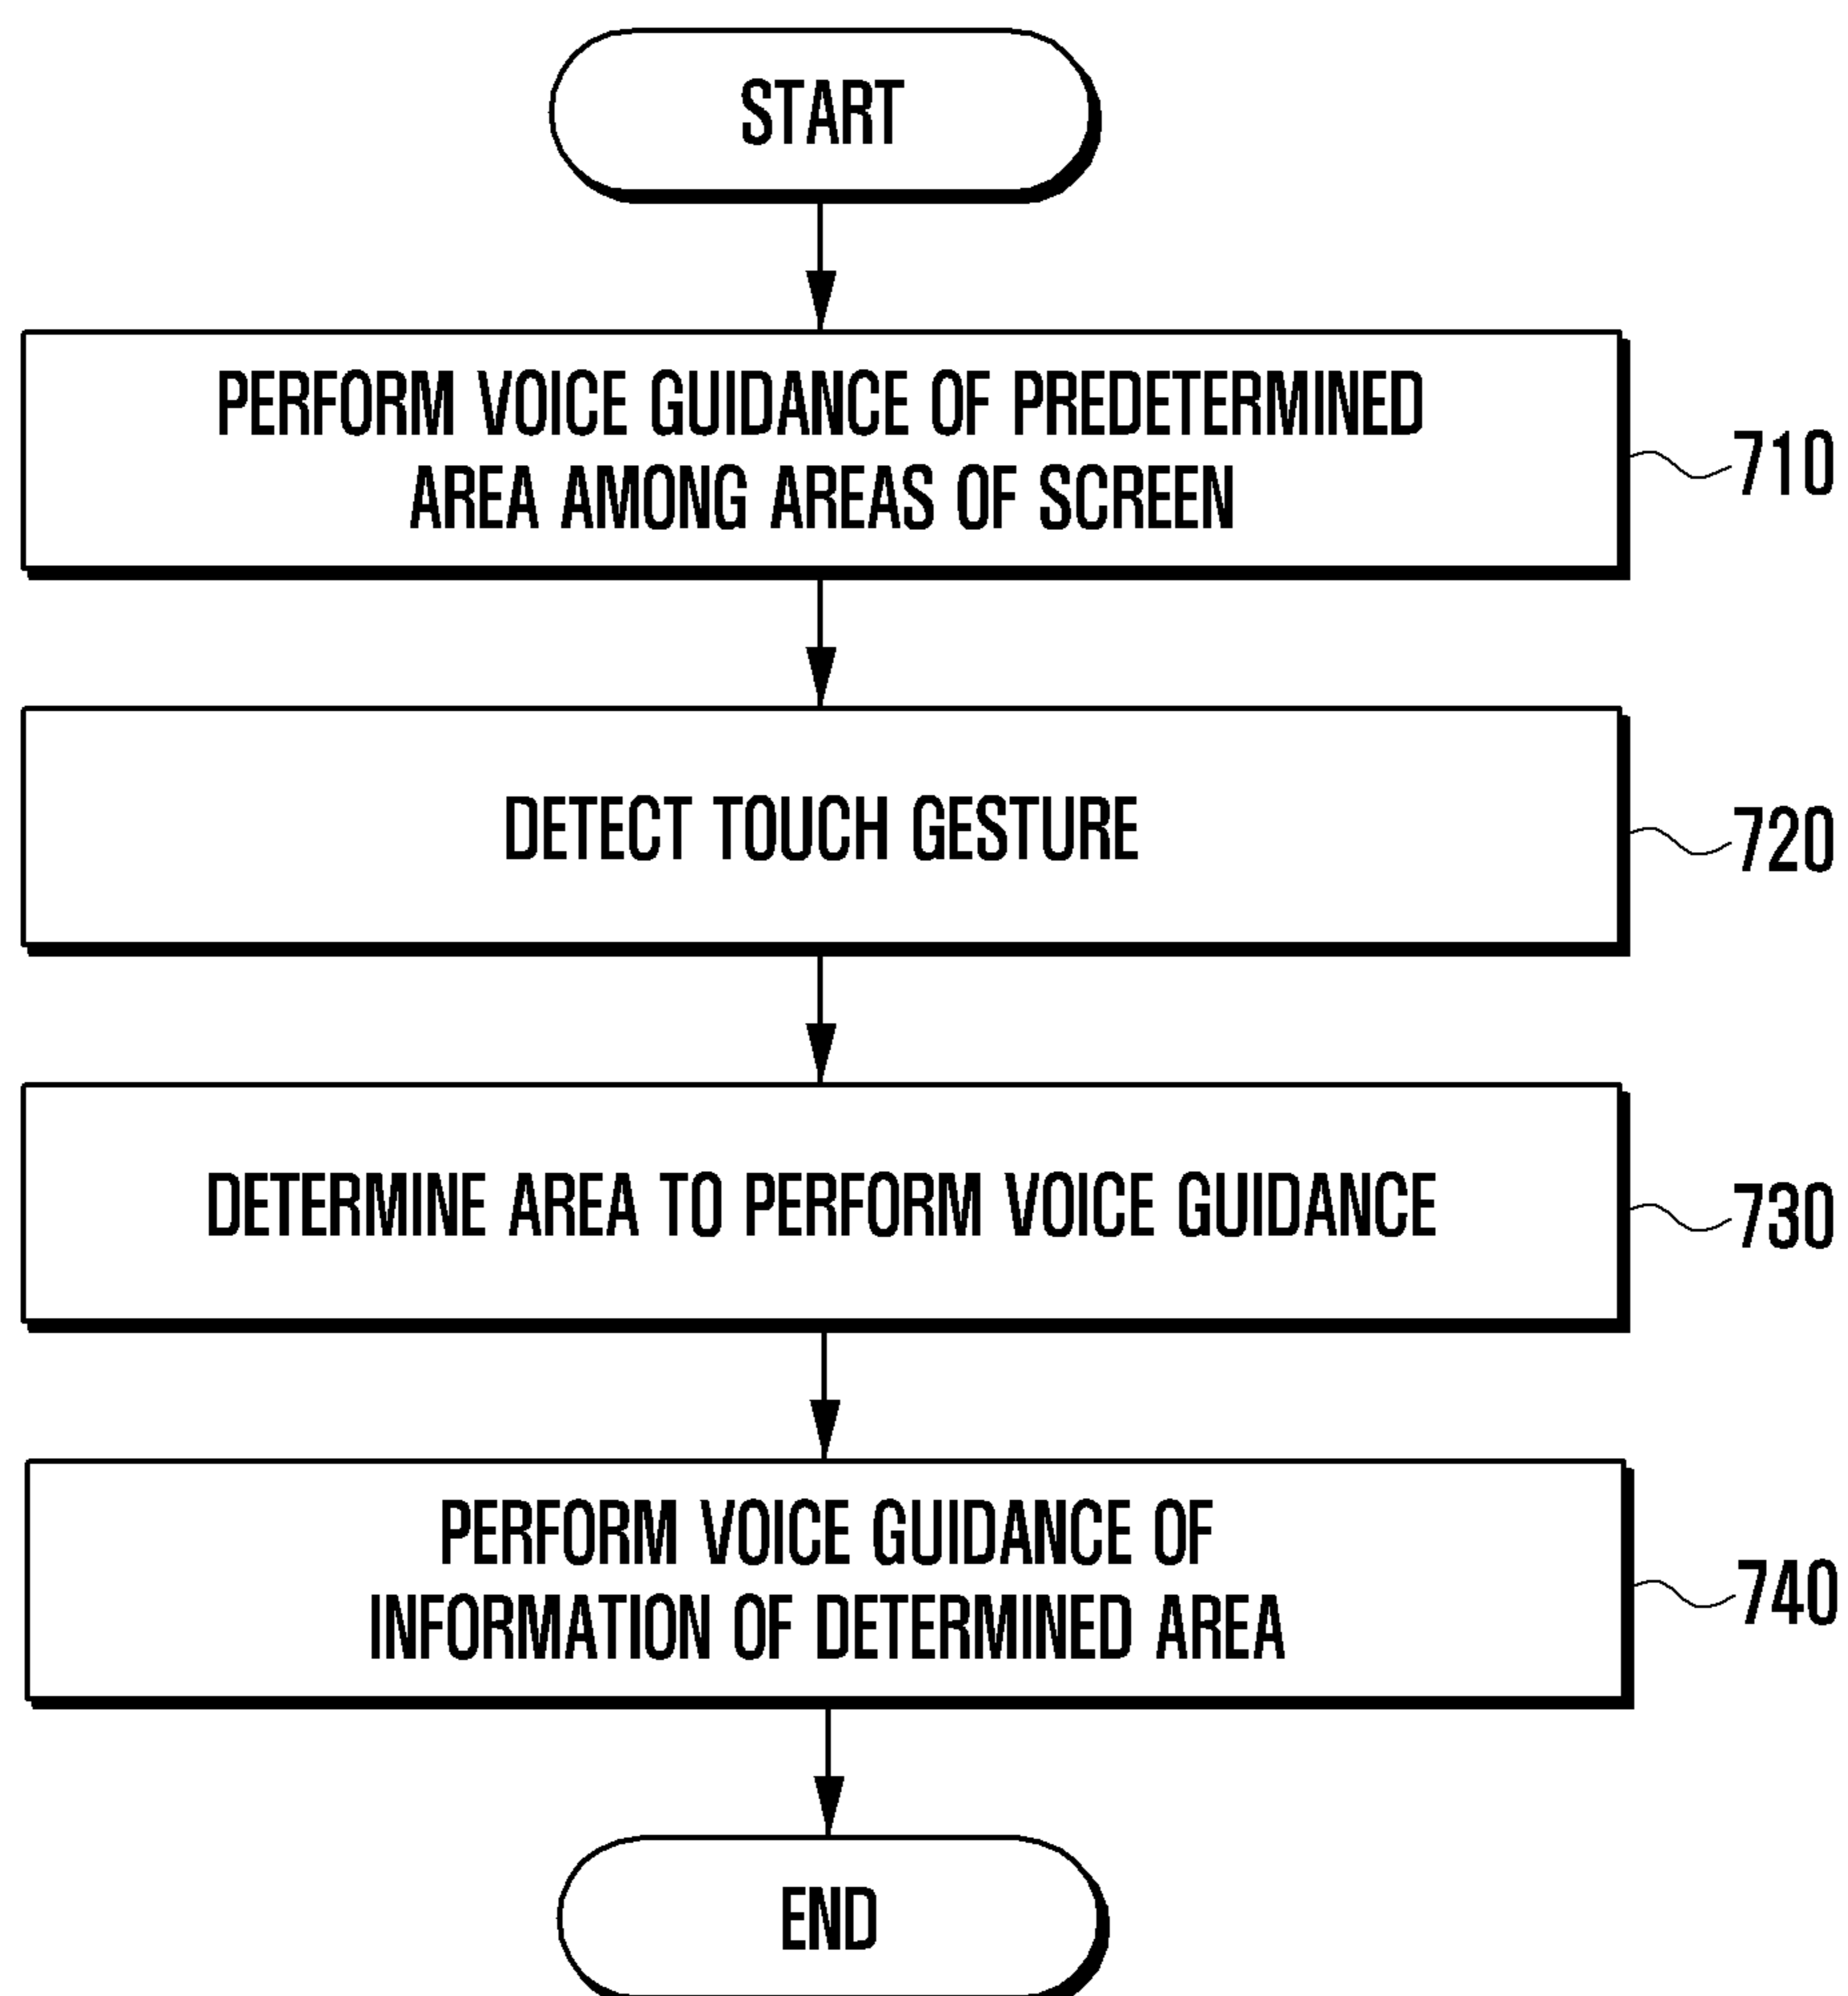 START
PERFORM VOICE GUIDANCE OF PREDETERMINED
AREA AMONG AREAS OF SCREEN
710
DETECT TOUCH GESTURE
720
DETERMINE AREA TO PERFORM VOICE GUIDANCE
730
PERFORM VOICE GUIDANCE OF
INFORMATION OF DETERMINED AREA
740
END